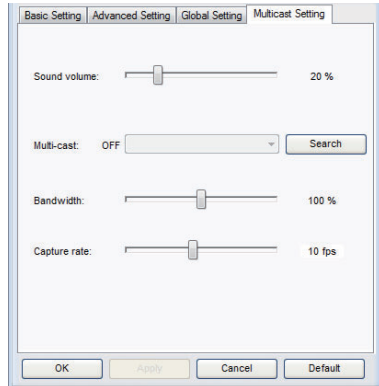 Basic Setting Advanced Setting Global Setting Multicast Setting
Sound volume: 20 %
Multi-cast: OFF Search
Bandwidth: 100 %
Capture rate: 10 fps
OK Apply Cancel Default